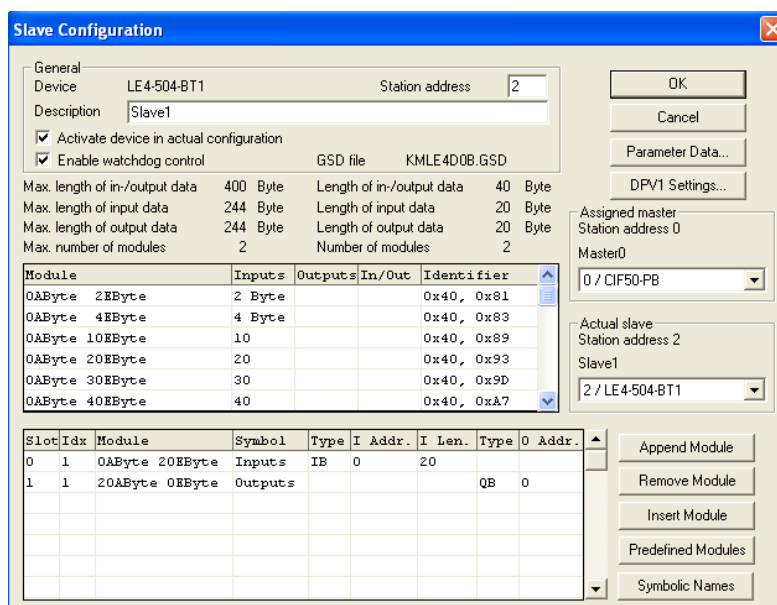 Slave Configuration
General
Device LE4-504-BT1 Station address 2
Description Slave1
Activate device in actual configuration
Enable watchdog control GSD file KMLE4D0B.GSD
Max. length of in-/output data 400 Byte Length of in-/output data 40 Byte
Max. length of input data 244 Byte Length of input data 20 Byte
Max. length of output data 244 Byte Length of output data 20 Byte
Max. number of modules 2 Number of modules 2
OK
Cancel
Parameter Data...
DPV1 Settings...
Assigned master
Station address 0
Master0
0 / CIF50-PB
Actual slave
Station address 2
Slave1
2 / LE4-504-BT1
Module Inputs Outputs In/Out Identifier
0AByte 2EByte 2 Byte 0x40, 0x81
0AByte 4EByte 4 Byte 0x40, 0x83
0AByte 10EByte 10 0x40, 0x89
0AByte 20EByte 20 0x40, 0x93
0AByte 30EByte 30 0x40, 0x9D
0AByte 40EByte 40 0x40, 0xA7
Slot Idx Module Symbol Type I Addr. I Len. Type O Addr.
0 1 0AByte 20EByte Inputs IB 0 20
1 1 20AByte 0EByte Outputs QB 0
Append Module
Remove Module
Insert Module
Predefined Modules
Symbolic Names